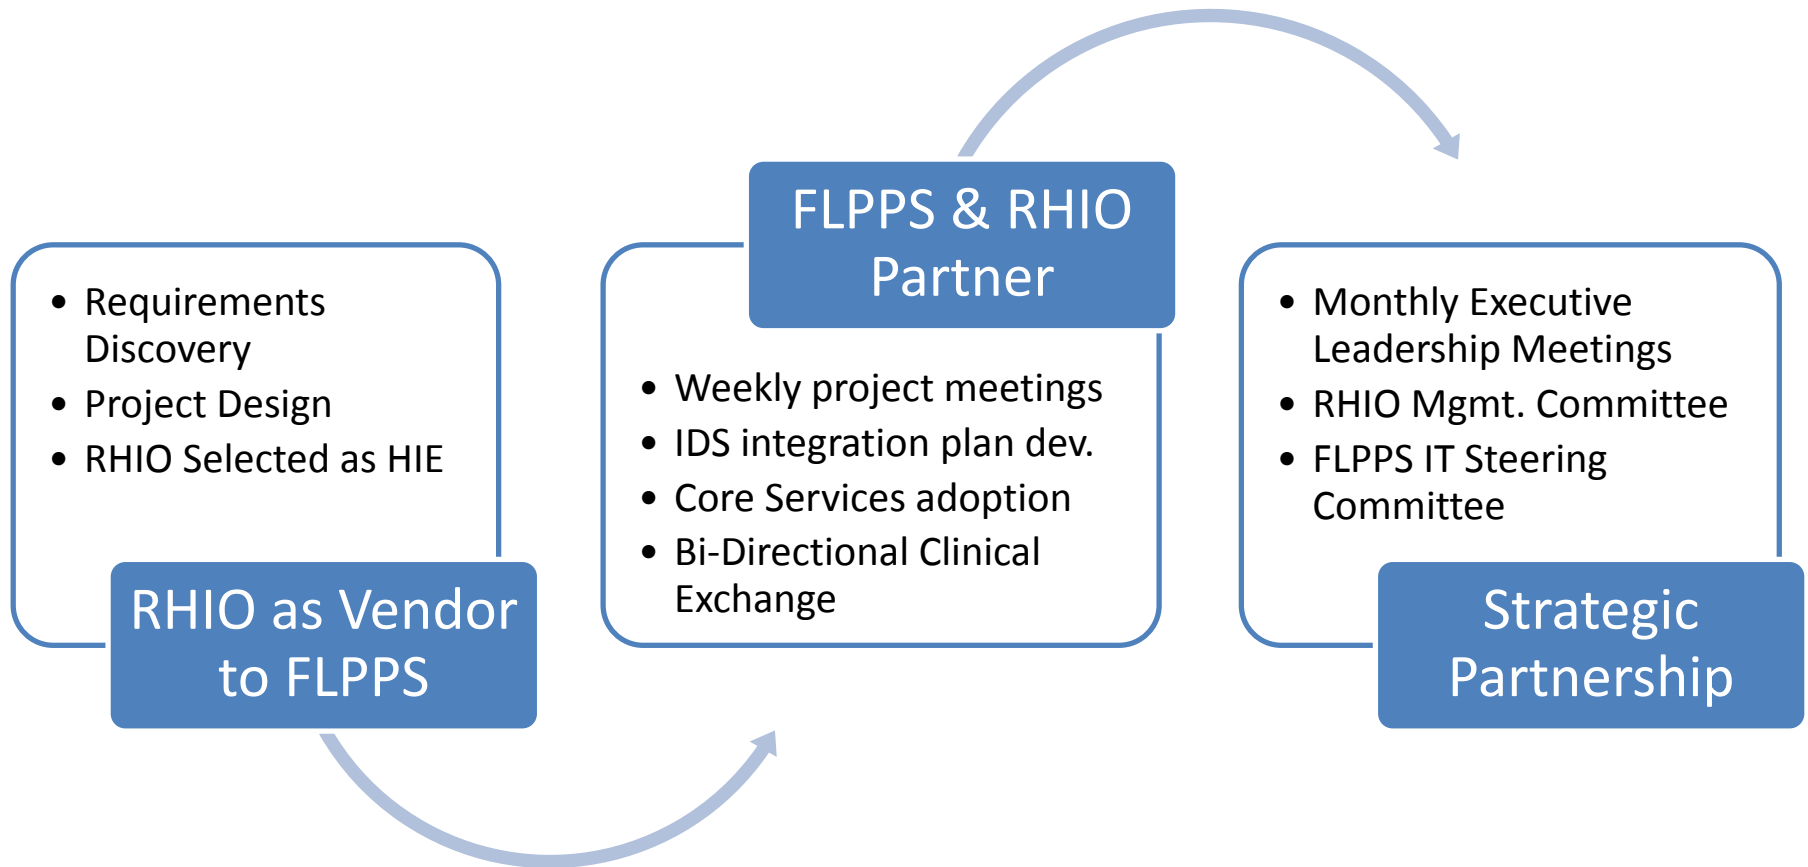 • Requirements
Discovery
• Project Design
• RHIO Selected as HIE
RHIO as Vendor
to FLPPS
FLPPS & RHIO
Partner
• Weekly project meetings
• IDS integration plan dev.
• Core Services adoption
• Bi-Directional Clinical
Exchange
• Monthly Executive
Leadership Meetings
• RHIO Mgmt. Committee
• FLPPS IT Steering
Committee
Strategic
Partnership